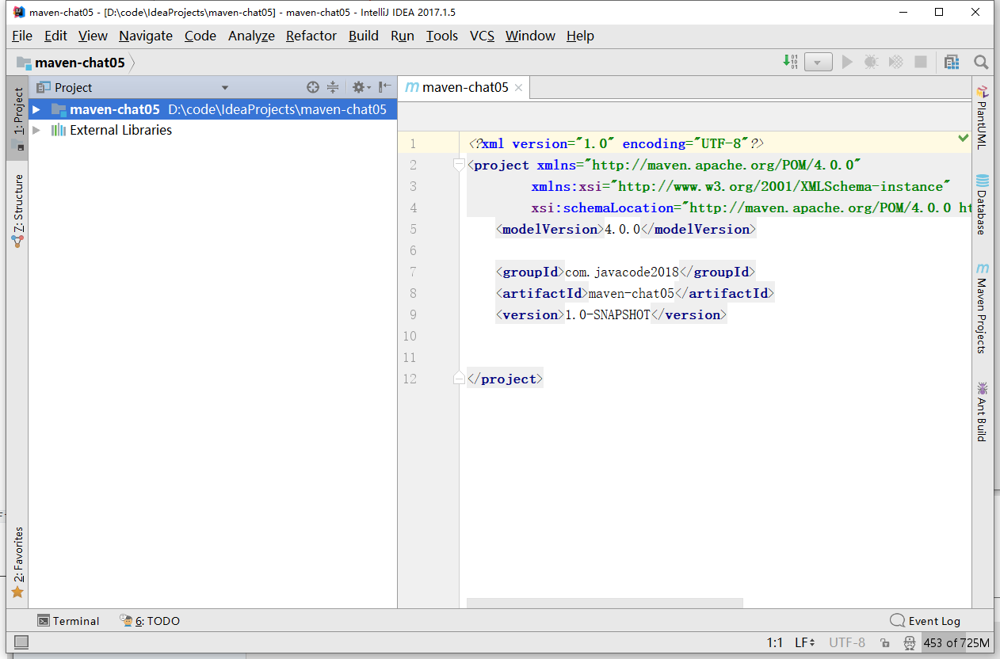 maven-chat05 - [D:\code\IdeaProjects\maven-chat05] - maven-chat05 - IntelliJ IDEA 2017.1.5
File Edit View Navigate Code Analyze Refactor Build Run Tools VCS Window Help
maven-chat05
Project
maven-chat05
maven-chat05 D:\code\IdeaProjects\maven-chat05
External Libraries
1: Project
7: Structure
2: Favorites
1 <?xml version="1.0" encoding="UTF-8"?>
2 <project xmlns="http://maven.apache.org/POM/4.0.0"
3 xmlns:xsi="http://www.w3.org/2001/XMLSchema-instance"
4 xsi:schemaLocation="http://maven.apache.org/POM/4.0.0 ht
5 <modelVersion>4.0.0</modelVersion>
6
7 <groupId>com.javacode2018</groupId>
8 <artifactId>maven-chat05</artifactId>
9 <version>1.0-SNAPSHOT</version>
10
11
12 </project>
PlantUML
Database
Maven Projects
Ant Build
Terminal 6: TODO Event Log
1:1 LF UTF-8 453 of 725M